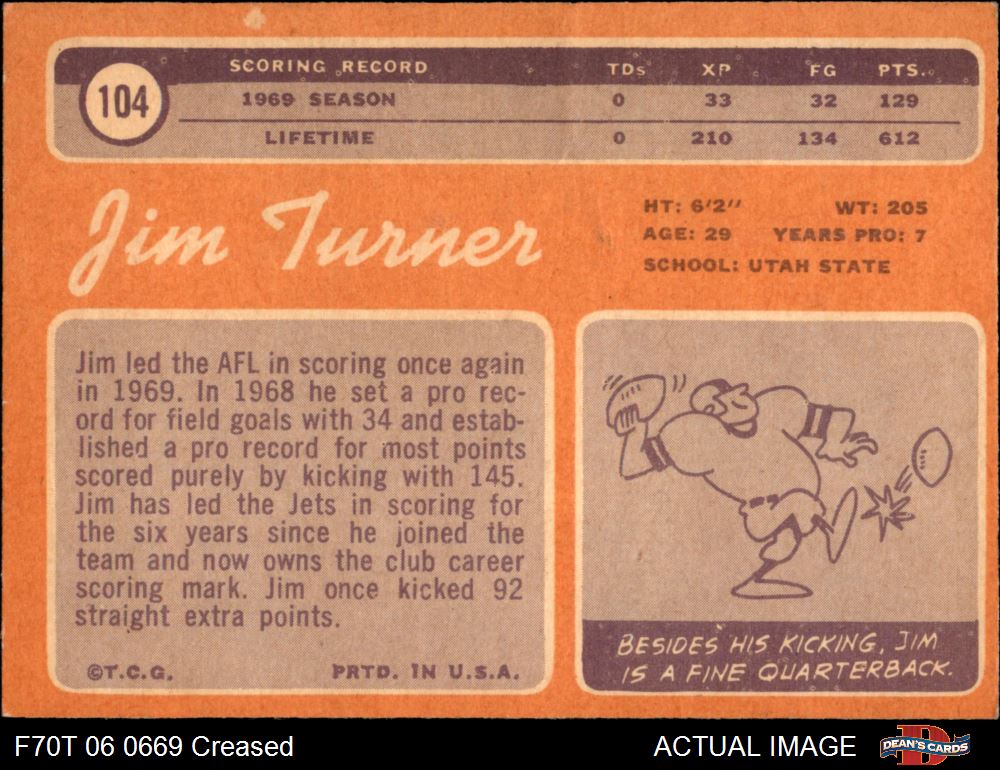 104
SCORING RECORD TDs XP FG PTS.
1969 SEASON 0 33 32 129
LIFETIME 0 210 134 612
Jim Turner
HT: 6'2" WT: 205
AGE: 29 YEARS PRO: 7
SCHOOL: UTAH STATE
Jim led the AFL in scoring once again
in 1969. In 1968 he set a pro rec-
ord for field goals with 34 and estab-
lished a pro record for most points
scored purely by kicking with 145.
Jim has led the Jets in scoring for
the six years since he joined the
team and now owns the club career
scoring mark. Jim once kicked 92
straight extra points.
©T.C.G. PRTD. IN U.S.A.
BESIDES HIS KICKING, JIM
IS A FINE QUARTERBACK.
F70T 06 0669 Creased
ACTUAL IMAGE
D
DEAN'S CARDS